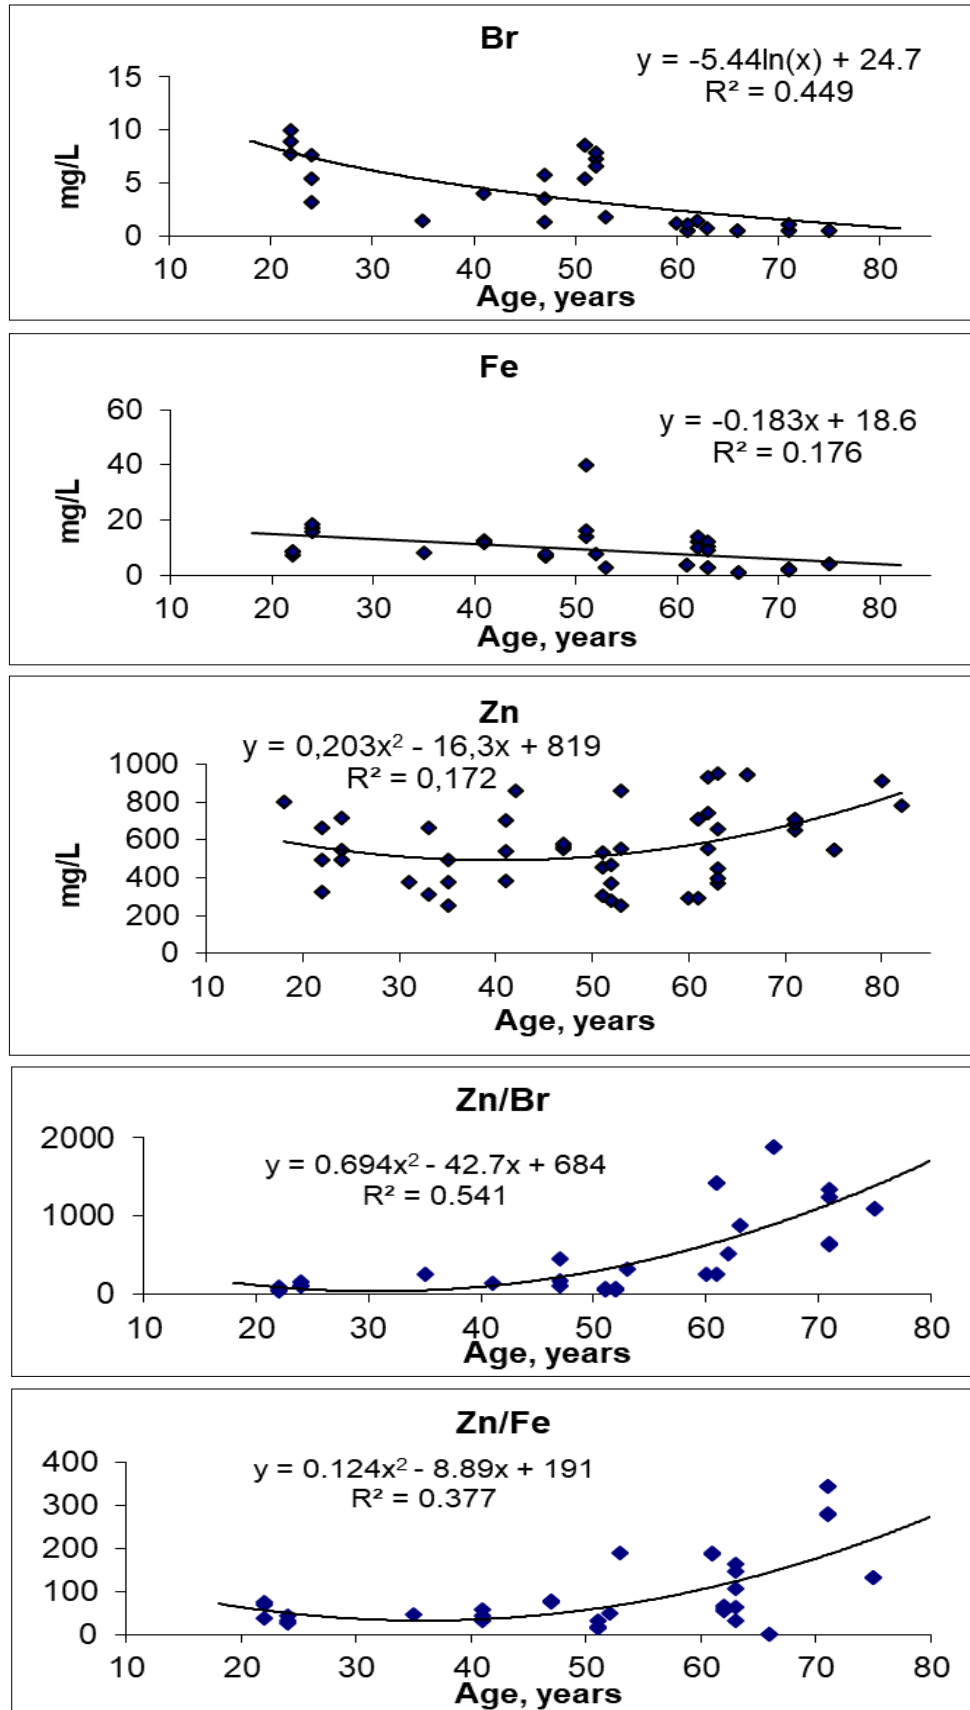 Br
y = -5.44ln(x) + 24.7
R² = 0.449
15
10
5
0
mg/L
10 20 30 40 50 60 70 80
Age, years
Fe
y = -0.183x + 18.6
R² = 0.176
60
40
20
0
mg/L
10 20 30 40 50 60 70 80
Age, years
Zn
y = 0,203x² - 16,3x + 819
R² = 0,172
1000
800
600
400
200
0
mg/L
10 20 30 40 50 60 70 80
Age, years
Zn/Br
y = 0.694x² - 42.7x + 684
R² = 0.541
2000
1000
0
10 20 30 40 50 60 70 80
Age, years
Zn/Fe
y = 0.124x² - 8.89x + 191
R² = 0.377
400
300
200
100
0
10 20 30 40 50 60 70 80
Age, years